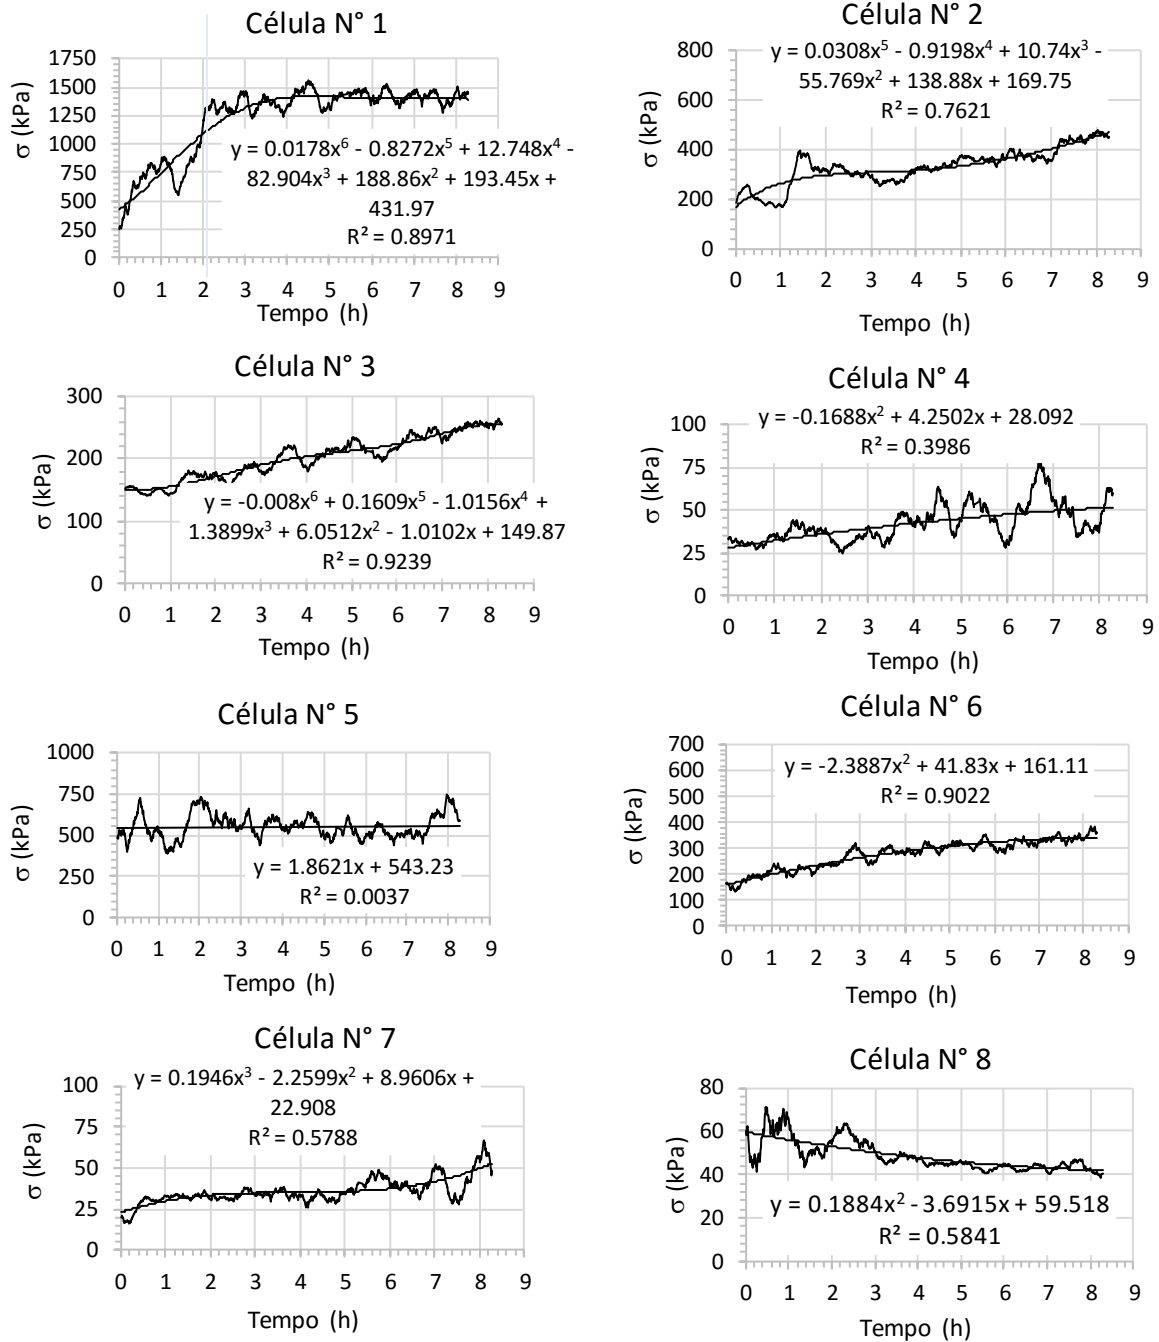 Célula N° 1
σ (kPa)
1750
1500
1250
1000
750
500
250
0
y = 0.0178x⁶ - 0.8272x⁵ + 12.748x⁴ -
82.904x³ + 188.86x² + 193.45x +
431.97
R² = 0.8971
0 1 2 3 4 5 6 7 8 9
Tempo (h)
Célula N° 2
σ (kPa)
800
600
400
200
0
y = 0.0308x⁵ - 0.9198x⁴ + 10.74x³ -
55.769x² + 138.88x + 169.75
R² = 0.7621
0 1 2 3 4 5 6 7 8 9
Tempo (h)
Célula N° 3
σ (kPa)
300
200
100
0
y = -0.008x⁶ + 0.1609x⁵ - 1.0156x⁴ +
1.3899x³ + 6.0512x² - 1.0102x + 149.87
R² = 0.9239
0 1 2 3 4 5 6 7 8 9
Tempo (h)
Célula N° 4
σ (kPa)
100
75
50
25
0
y = -0.1688x² + 4.2502x + 28.092
R² = 0.3986
0 1 2 3 4 5 6 7 8 9
Tempo (h)
Célula N° 5
σ (kPa)
1000
750
500
250
0
y = 1.8621x + 543.23
R² = 0.0037
0 1 2 3 4 5 6 7 8 9
Tempo (h)
Célula N° 6
σ (kPa)
700
600
500
400
300
200
100
0
y = -2.3887x² + 41.83x + 161.11
R² = 0.9022
0 1 2 3 4 5 6 7 8 9
Tempo (h)
Célula N° 7
σ (kPa)
100
75
50
25
0
y = 0.1946x³ - 2.2599x² + 8.9606x +
22.908
R² = 0.5788
0 1 2 3 4 5 6 7 8 9
Tempo (h)
Célula N° 8
σ (kPa)
80
60
40
20
0
y = 0.1884x² - 3.6915x + 59.518
R² = 0.5841
0 1 2 3 4 5 6 7 8 9
Tempo (h)